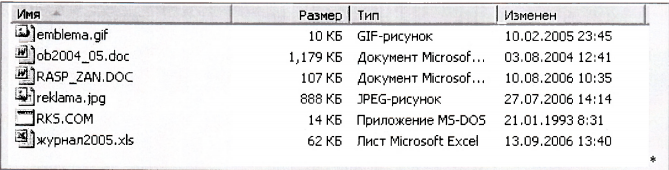 Имя Размер Тип Изменен
emblema.gif 10 КБ GIF-рисунок 10.02.2005 23:45
ob2004_05.doc 1,179 КБ Документ Microsof... 03.08.2004 12:41
RASP_ZAN.DOC 107 КБ Документ Microsof... 10.08.2006 10:35
reklama.jpg 888 КБ JPEG-рисунок 27.07.2006 14:14
RKS.COM 14 КБ Приложение MS-DOS 21.01.1993 8:31
журнал2005.xls 62 КБ Лист Microsoft Excel 13.09.2006 13:40
*